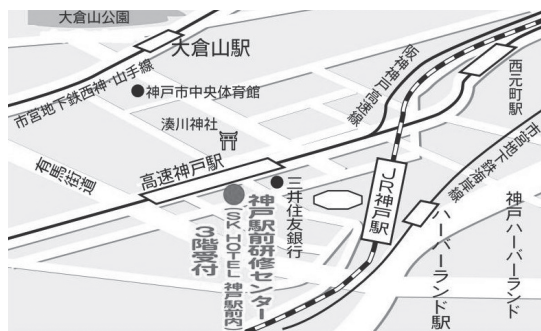 大倉山公園
大倉山駅
市営地下鉄西神・山手線
神戸市中央体育館
湊川神社
有馬街道
高速神戸駅
阪神神戸高速線
西元町駅
市営地下鉄海岸線
三井住友銀行
JR神戸駅
神戸駅前研修センター
(SK HOTEL 神戸駅前内)
3階受付
ハーバーランド駅
神戸ハーバーランド